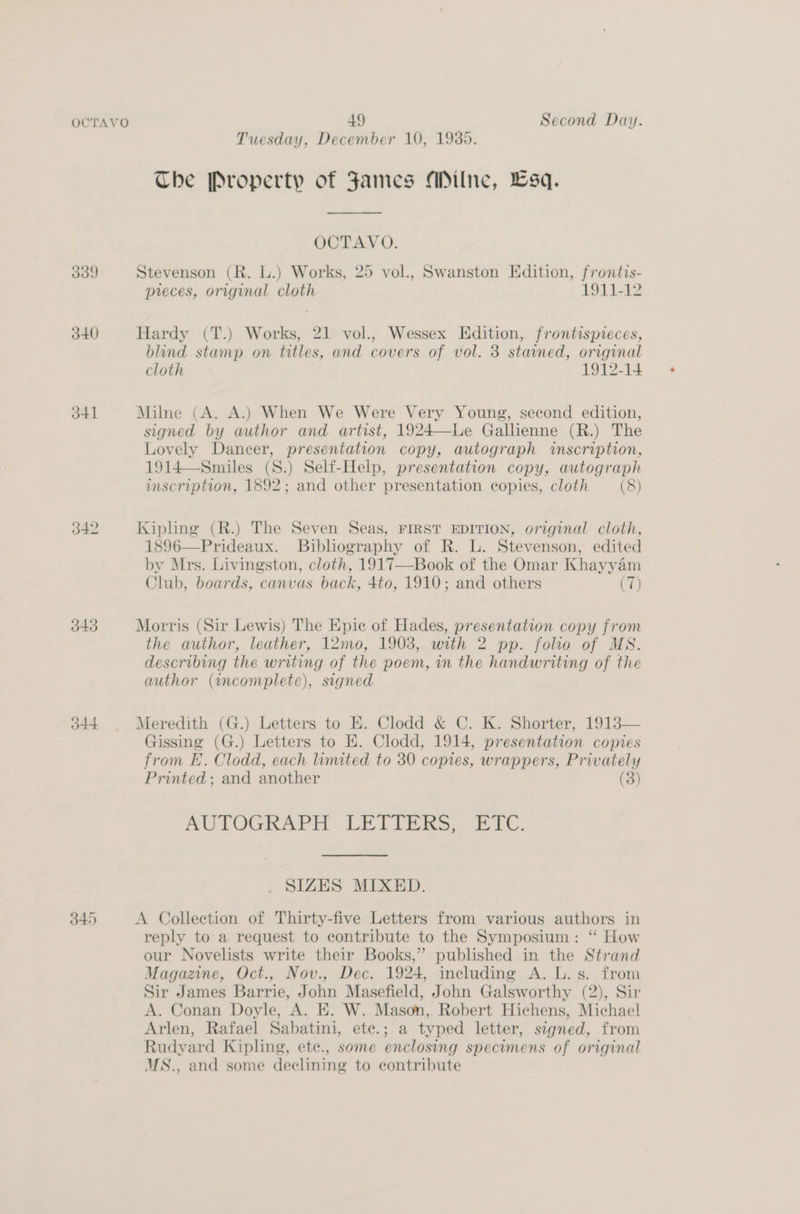 OCTAVO 49 Second Day.
Tuesday, December 10, 1935.
The Property of James Milne, Esq.
OCTAVO.
339 Stevenson (R. L.) Works, 25 vol., Swanston Edition, frontis-
pieces, original cloth 1911-12
340 Hardy (T.) Works, 21 vol., Wessex Edition, frontispieces,
blind stamp on titles, and covers of vol. 3 stained, original
cloth 1912-14
341 Milne (A. A.) When We Were Very Young, second edition,
signed by author and artist, 1924—Le Gallienne (R.) The
Lovely Dancer, presentation copy, autograph inscription,
1914—Smiles (S.) Self-Help, presentation copy, autograph
inscription, 1892; and other presentation copies, cloth (8)
342 Kipling (R.) The Seven Seas, FIRST EDITION, original cloth,
1896—Prideaux. Bibliography of R. L. Stevenson, edited
by Mrs. Livingston, cloth, 1917—Book of the Omar Khayyám
Club, boards, canvas back, 4to, 1910; and others (7)
343 Morris (Sir Lewis) The Epic of Hades, presentation copy from
the author, leather, 12mo, 1903, with 2 pp. folio of MS.
describing the writing of the poem, in the handwriting of the
author (incomplete), signed
344 Meredith (G.) Letters to E. Clodd & C. K. Shorter, 1913—
Gissing (G.) Letters to E. Clodd, 1914, presentation copies
from E. Clodd, each limited to 30 copies, wrappers, Privately
Printed; and another (3)
AUTOGRAPH LETTERS, ETC.
SIZES MIXED.
345 A Collection of Thirty-five Letters from various authors in
reply to a request to contribute to the Symposium: “ How
our Novelists write their Books,” published in the Strand
Magazine, Oct., Nov., Dec. 1924, including A. L. s. from
Sir James Barrie, John Masefield, John Galsworthy (2), Sir
A. Conan Doyle, A. E. W. Mason, Robert Hichens, Michael
Arlen, Rafael Sabatini, etc.; a typed letter, signed, from
Rudyard Kipling, etc., some enclosing specimens of original
MS., and some declining to contribute